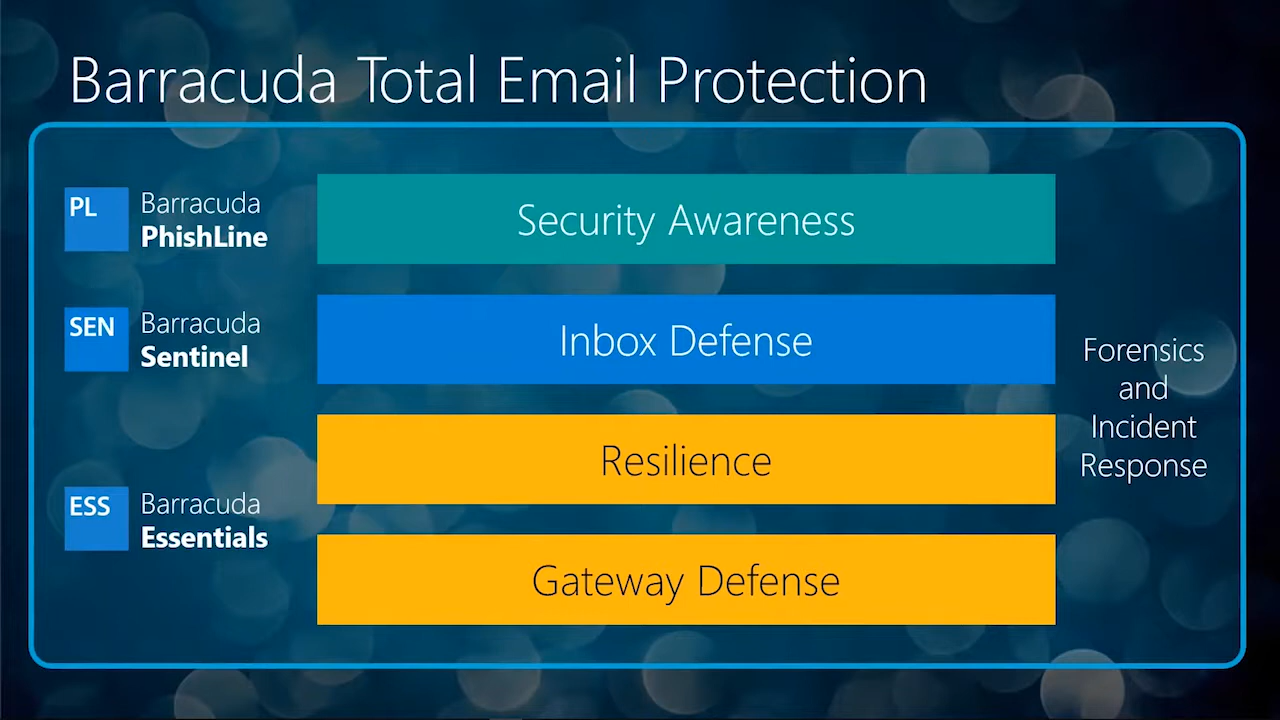 Barracuda Total Email Protection
PL
Barracuda
PhishLine
Security Awareness
SEN
Barracuda
Sentinel
Inbox Defense
Resilience
ESS
Barracuda
Essentials
Gateway Defense
Forensics
and
Incident
Response